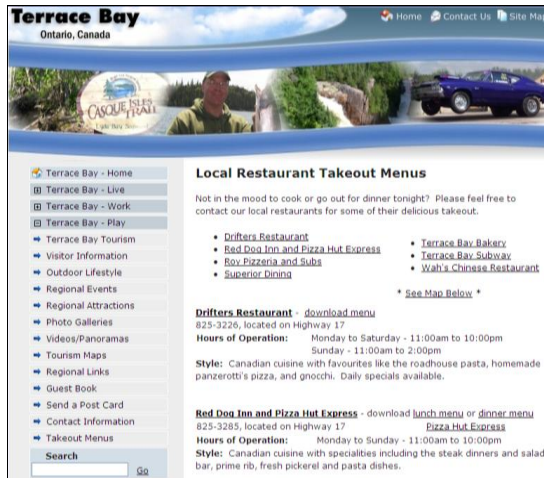 Terrace Bay
Ontario, Canada
Home Contact Us Site Map
CASQUE ISLES
TRAIL
Terrace Bay - Home
Terrace Bay - Live
Terrace Bay - Work
Terrace Bay - Play
Terrace Bay Tourism
Visitor Information
Outdoor Lifestyle
Regional Events
Regional Attractions
Photo Galleries
Videos/Panoramas
Tourism Maps
Regional Links
Guest Book
Send a Post Card
Contact Information
Takeout Menus
Search
Go
Local Restaurant Takeout Menus
Not in the mood to cook or go out for dinner tonight? Please feel free to
contact our local restaurants for some of their delicious takeout.
Drifters Restaurant
Red Dog Inn and Pizza Hut Express
Roy Pizzeria and Subs
Superior Dining
Terrace Bay Bakery
Terrace Bay Subway
Wah's Chinese Restaurant
* See Map Below *
Drifters Restaurant - download menu
825-3226, located on Highway 17
Hours of Operation: Monday to Saturday - 11:00am to 10:00pm
Sunday - 11:00am to 2:00pm
Style: Canadian cuisine with favourites like the roadhouse pasta, homemade
panzerotti's pizza, and gnocchi. Daily specials available.
Red Dog Inn and Pizza Hut Express - download lunch menu or dinner menu
825-3285, located on Highway 17 Pizza Hut Express
Hours of Operation: Monday to Sunday - 11:00am to 10:00pm
Style: Canadian cuisine with specialities including the steak dinners and salad
bar, prime rib, fresh pickerel and pasta dishes.